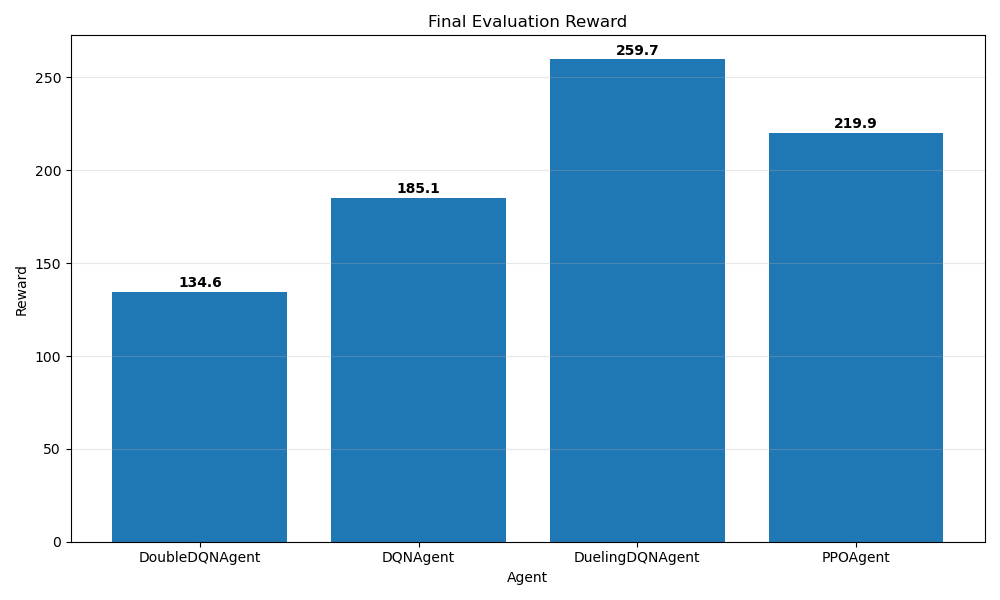 Final Evaluation Reward
259.7
250
219.9
200
185.1
150
134.6
100
50
0
Reward
DoubleDQNAgent
DQNAgent
DuelingDQNAgent
PPOAgent
Agent